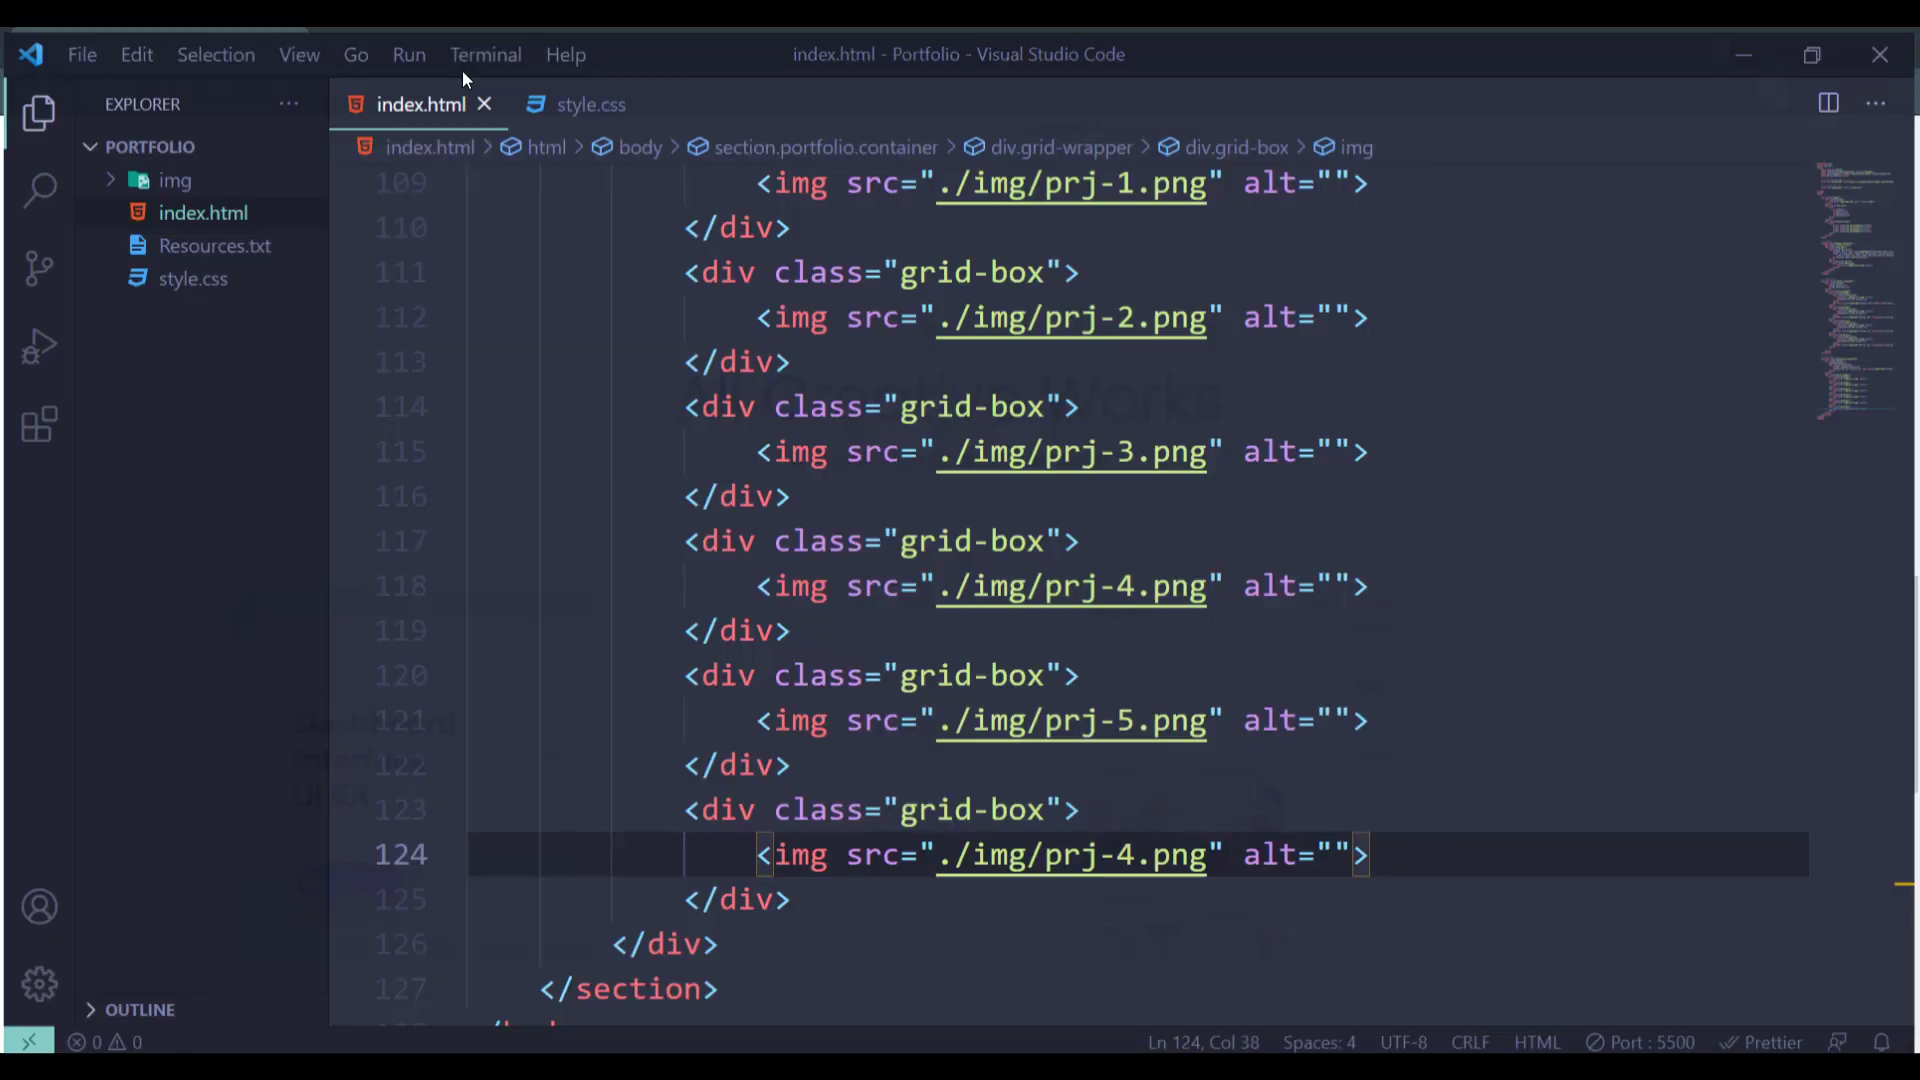 File Edit Selection View Go Run Terminal Help
index.html - Portfolio - Visual Studio Code
EXPLORER
index.html
style.css
PORTFOLIO
index.html > html > body > section.portfolio.container > div.grid-wrapper > div.grid-box > img
img
index.html
Resources.txt
style.css
109 <img src="./img/prj-1.png" alt="">
110 </div>
111 <div class="grid-box">
112 <img src="./img/prj-2.png" alt="">
113 </div>
114 <div class="grid-box">
115 <img src="./img/prj-3.png" alt="">
116 </div>
117 <div class="grid-box">
118 <img src="./img/prj-4.png" alt="">
119 </div>
120 <div class="grid-box">
121 <img src="./img/prj-5.png" alt="">
122 </div>
123 <div class="grid-box">
124 <img src="./img/prj-4.png" alt="">
125 </div>
126 </div>
127 </section>
All Creative Works
OUTLINE
0 0
Ln 124, Col 38 Spaces: 4 UTF-8 CRLF HTML Port : 5500 Prettier